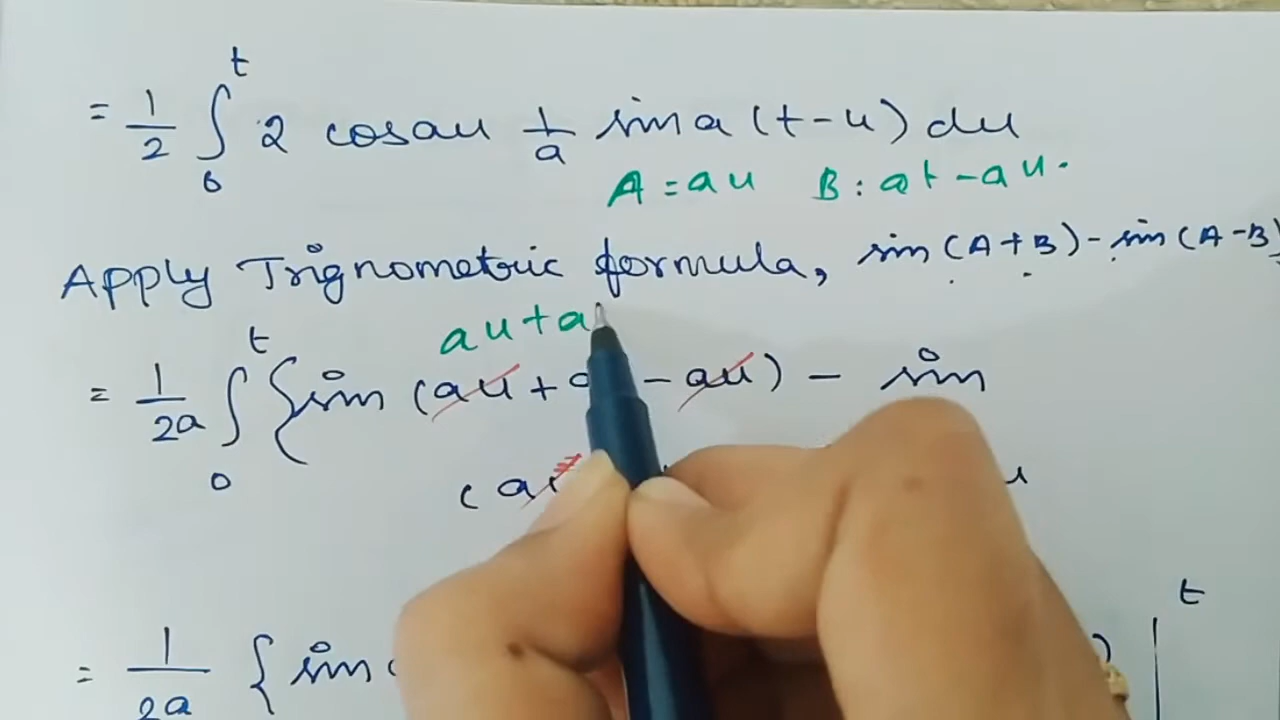 = 1/2 ∫₀ᵗ 2 cosau 1/a sin a (t-u) du
A = au B : at - au.
Apply Trignometric formula, sin (A+B) - sin (A-B)
au+a
= 1/2a ∫₀ᵗ { sin (au + - au) - sin
(au
= 1/2a { sin t